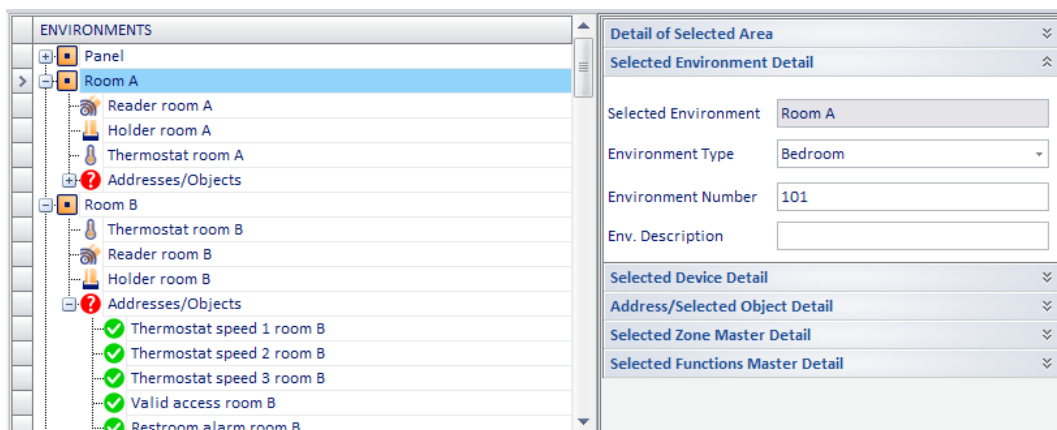 ENVIRONMENTS
Panel
Room A
Reader room A
Holder room A
Thermostat room A
Addresses/Objects
Room B
Thermostat room B
Reader room B
Holder room B
Addresses/Objects
Thermostat speed 1 room B
Thermostat speed 2 room B
Thermostat speed 3 room B
Valid access room B
Restroom alarm room B
Detail of Selected Area
Selected Environment Detail
Selected Environment Room A
Environment Type Bedroom
Environment Number 101
Env. Description
Selected Device Detail
Address/Selected Object Detail
Selected Zone Master Detail
Selected Functions Master Detail